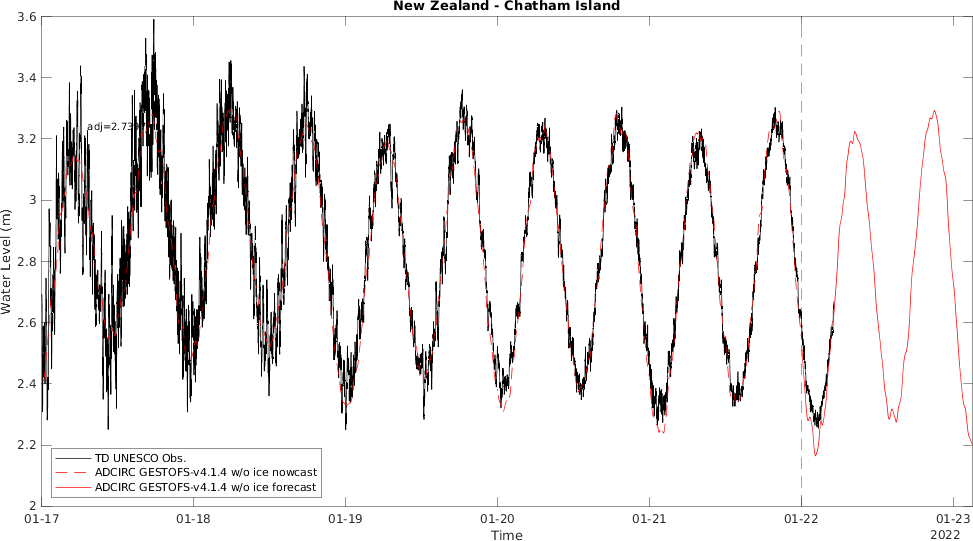 New Zealand - Chatham Island
3.6
3.4
3.2
3
2.8
2.6
2.4
2.2
2
Water Level (m)
TD UNESCO Obs.
ADCIRC GESTOFS-v4.1.4 w/o ice nowcast
ADCIRC GESTOFS-v4.1.4 w/o ice forecast
01-17
01-18
01-19
01-20
01-21
01-22
01-23
Time
2022